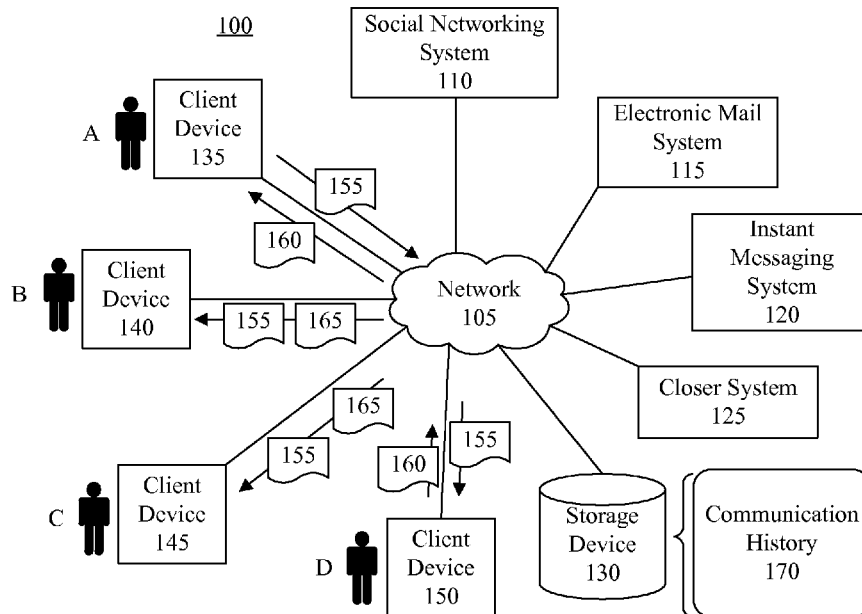 100
Social Networking
System
110
Client
Device
135
A
Electronic Mail
System
115
155
160
Instant
Messaging
System
120
Client
Device
140
B
Network
105
155
165
Closer System
125
165
155
160
155
Client
Device
145
C
Client
Device
150
D
Storage
Device
130
Communication
History
170